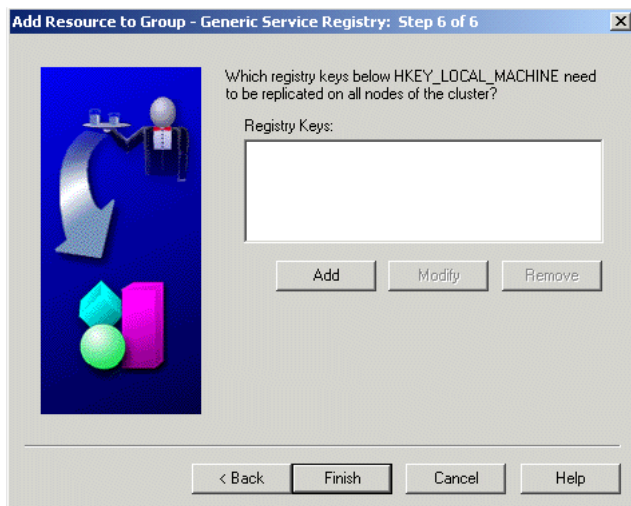 Add Resource to Group - Generic Service Registry: Step 6 of 6
Which registry keys below HKEY_LOCAL_MACHINE need
to be replicated on all nodes of the cluster?
Registry Keys:
Add Modify Remove
< Back Finish Cancel Help